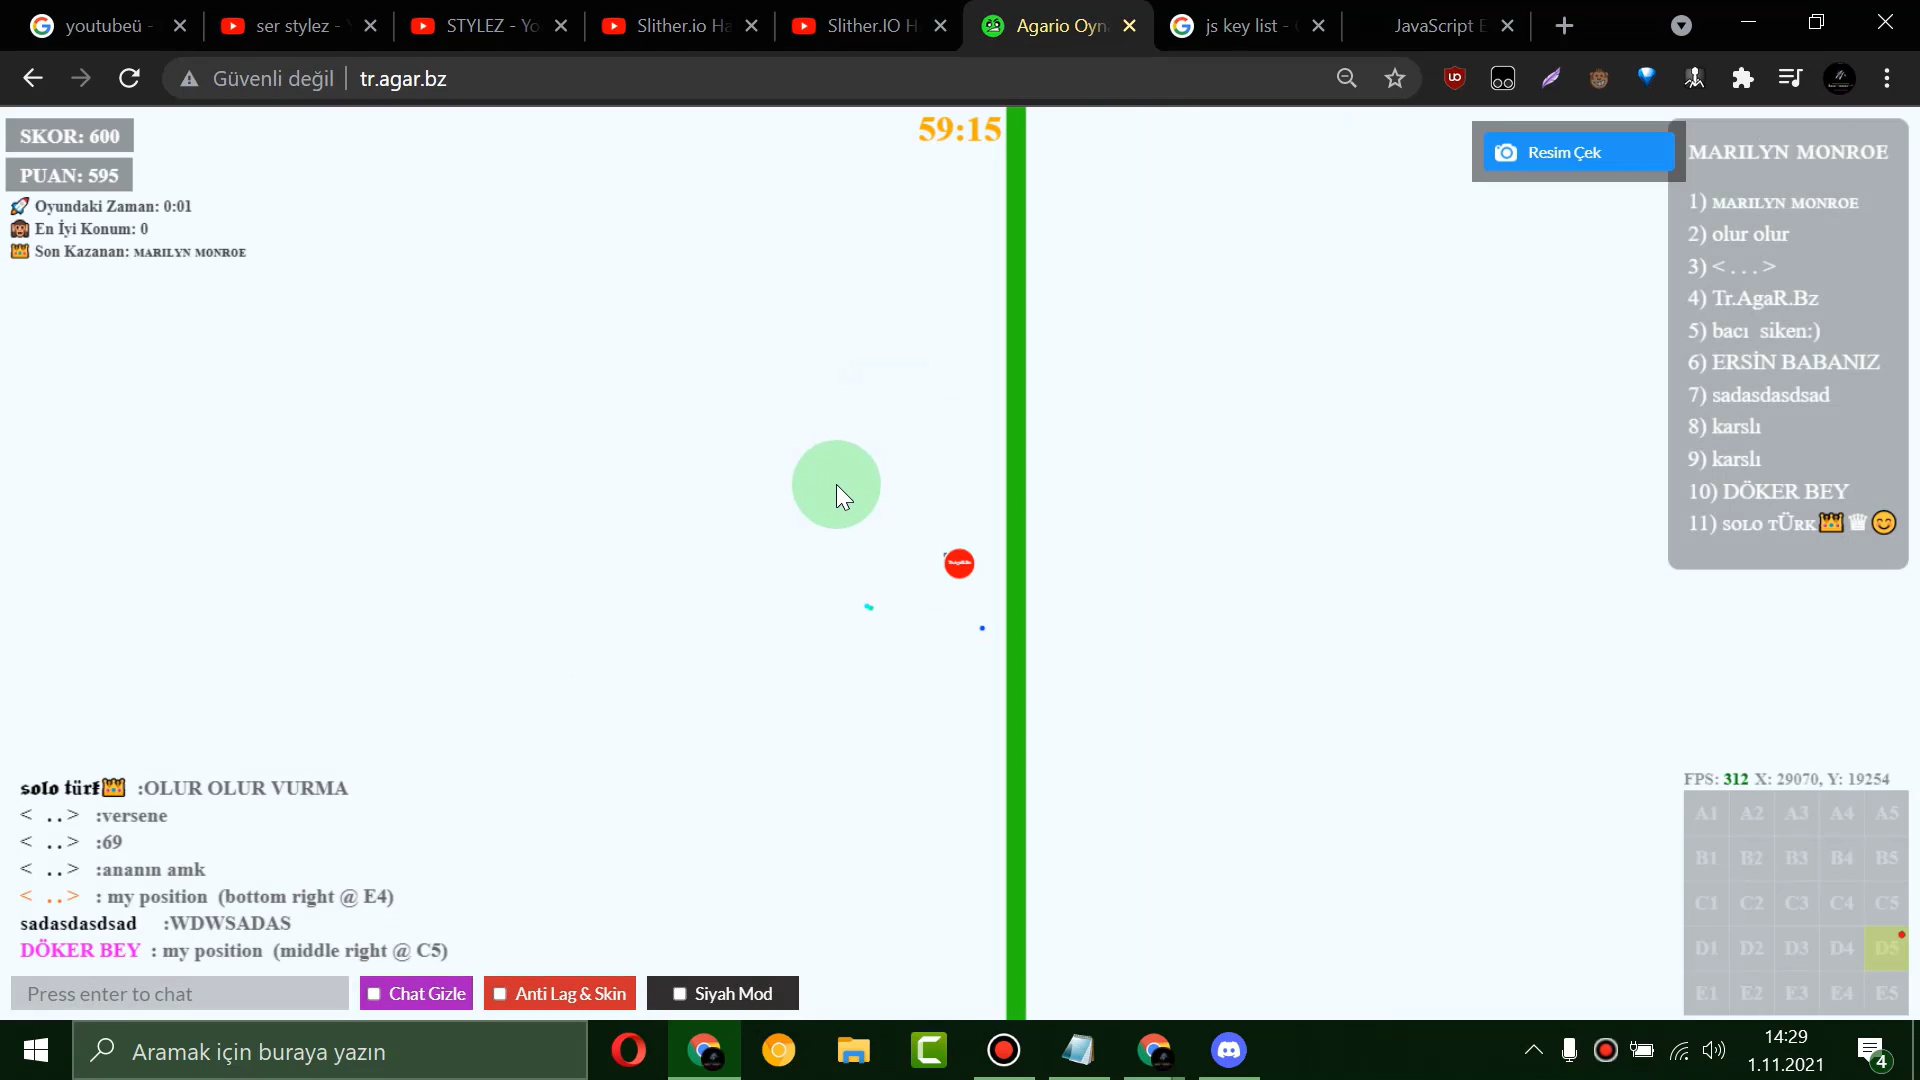 youtubeü -
ser stylez -
STYLEZ - Yo
Slither.io Ha
Slither.IO H
Agario Oyn
js key list -
JavaScript E
Güvenli değil
tr.agar.bz
SKOR: 600
PUAN: 595
🚀 Oyundaki Zaman: 0:01
🙉 En İyi Konum: 0
👑 Son Kazanan: ᴍᴀʀɪʟʏɴ ᴍᴏɴʀᴏᴇ
59:15
Resim Çek
MARILYN MONROE
1) ᴍᴀʀɪʟʏɴ ᴍᴏɴʀᴏᴇ
2) olur olur
3) < . . . >
4) Tr.AgaR.Bz
5) bacı siken:)
6) ERSİN BABANIZ
7) sadasdasdsad
8) karslı
9) karslı
10) DÖKER BEY
11) ꜱᴏʟᴏ ᴛÜʀᴋ👑♛😊
𝖘𝖔𝖑𝖔 𝖙ü𝖗𝖐👑 :OLUR OLUR VURMA
< ..> :versene
< ..> :69
< ..> :ananın amk
< ..> : my position (bottom right @ E4)
sadasdasdsad :WDWSADAS
DÖKER BEY : my position (middle right @ C5)
Press enter to chat
Chat Gizle
Anti Lag & Skin
Siyah Mod
FPS: 312 X: 29070, Y: 19254
A1 A2 A3 A4 A5
B1 B2 B3 B4 B5
C1 C2 C3 C4 C5
D1 D2 D3 D4 D5
E1 E2 E3 E4 E5
Aramak için buraya yazın
14:29
1.11.2021
4